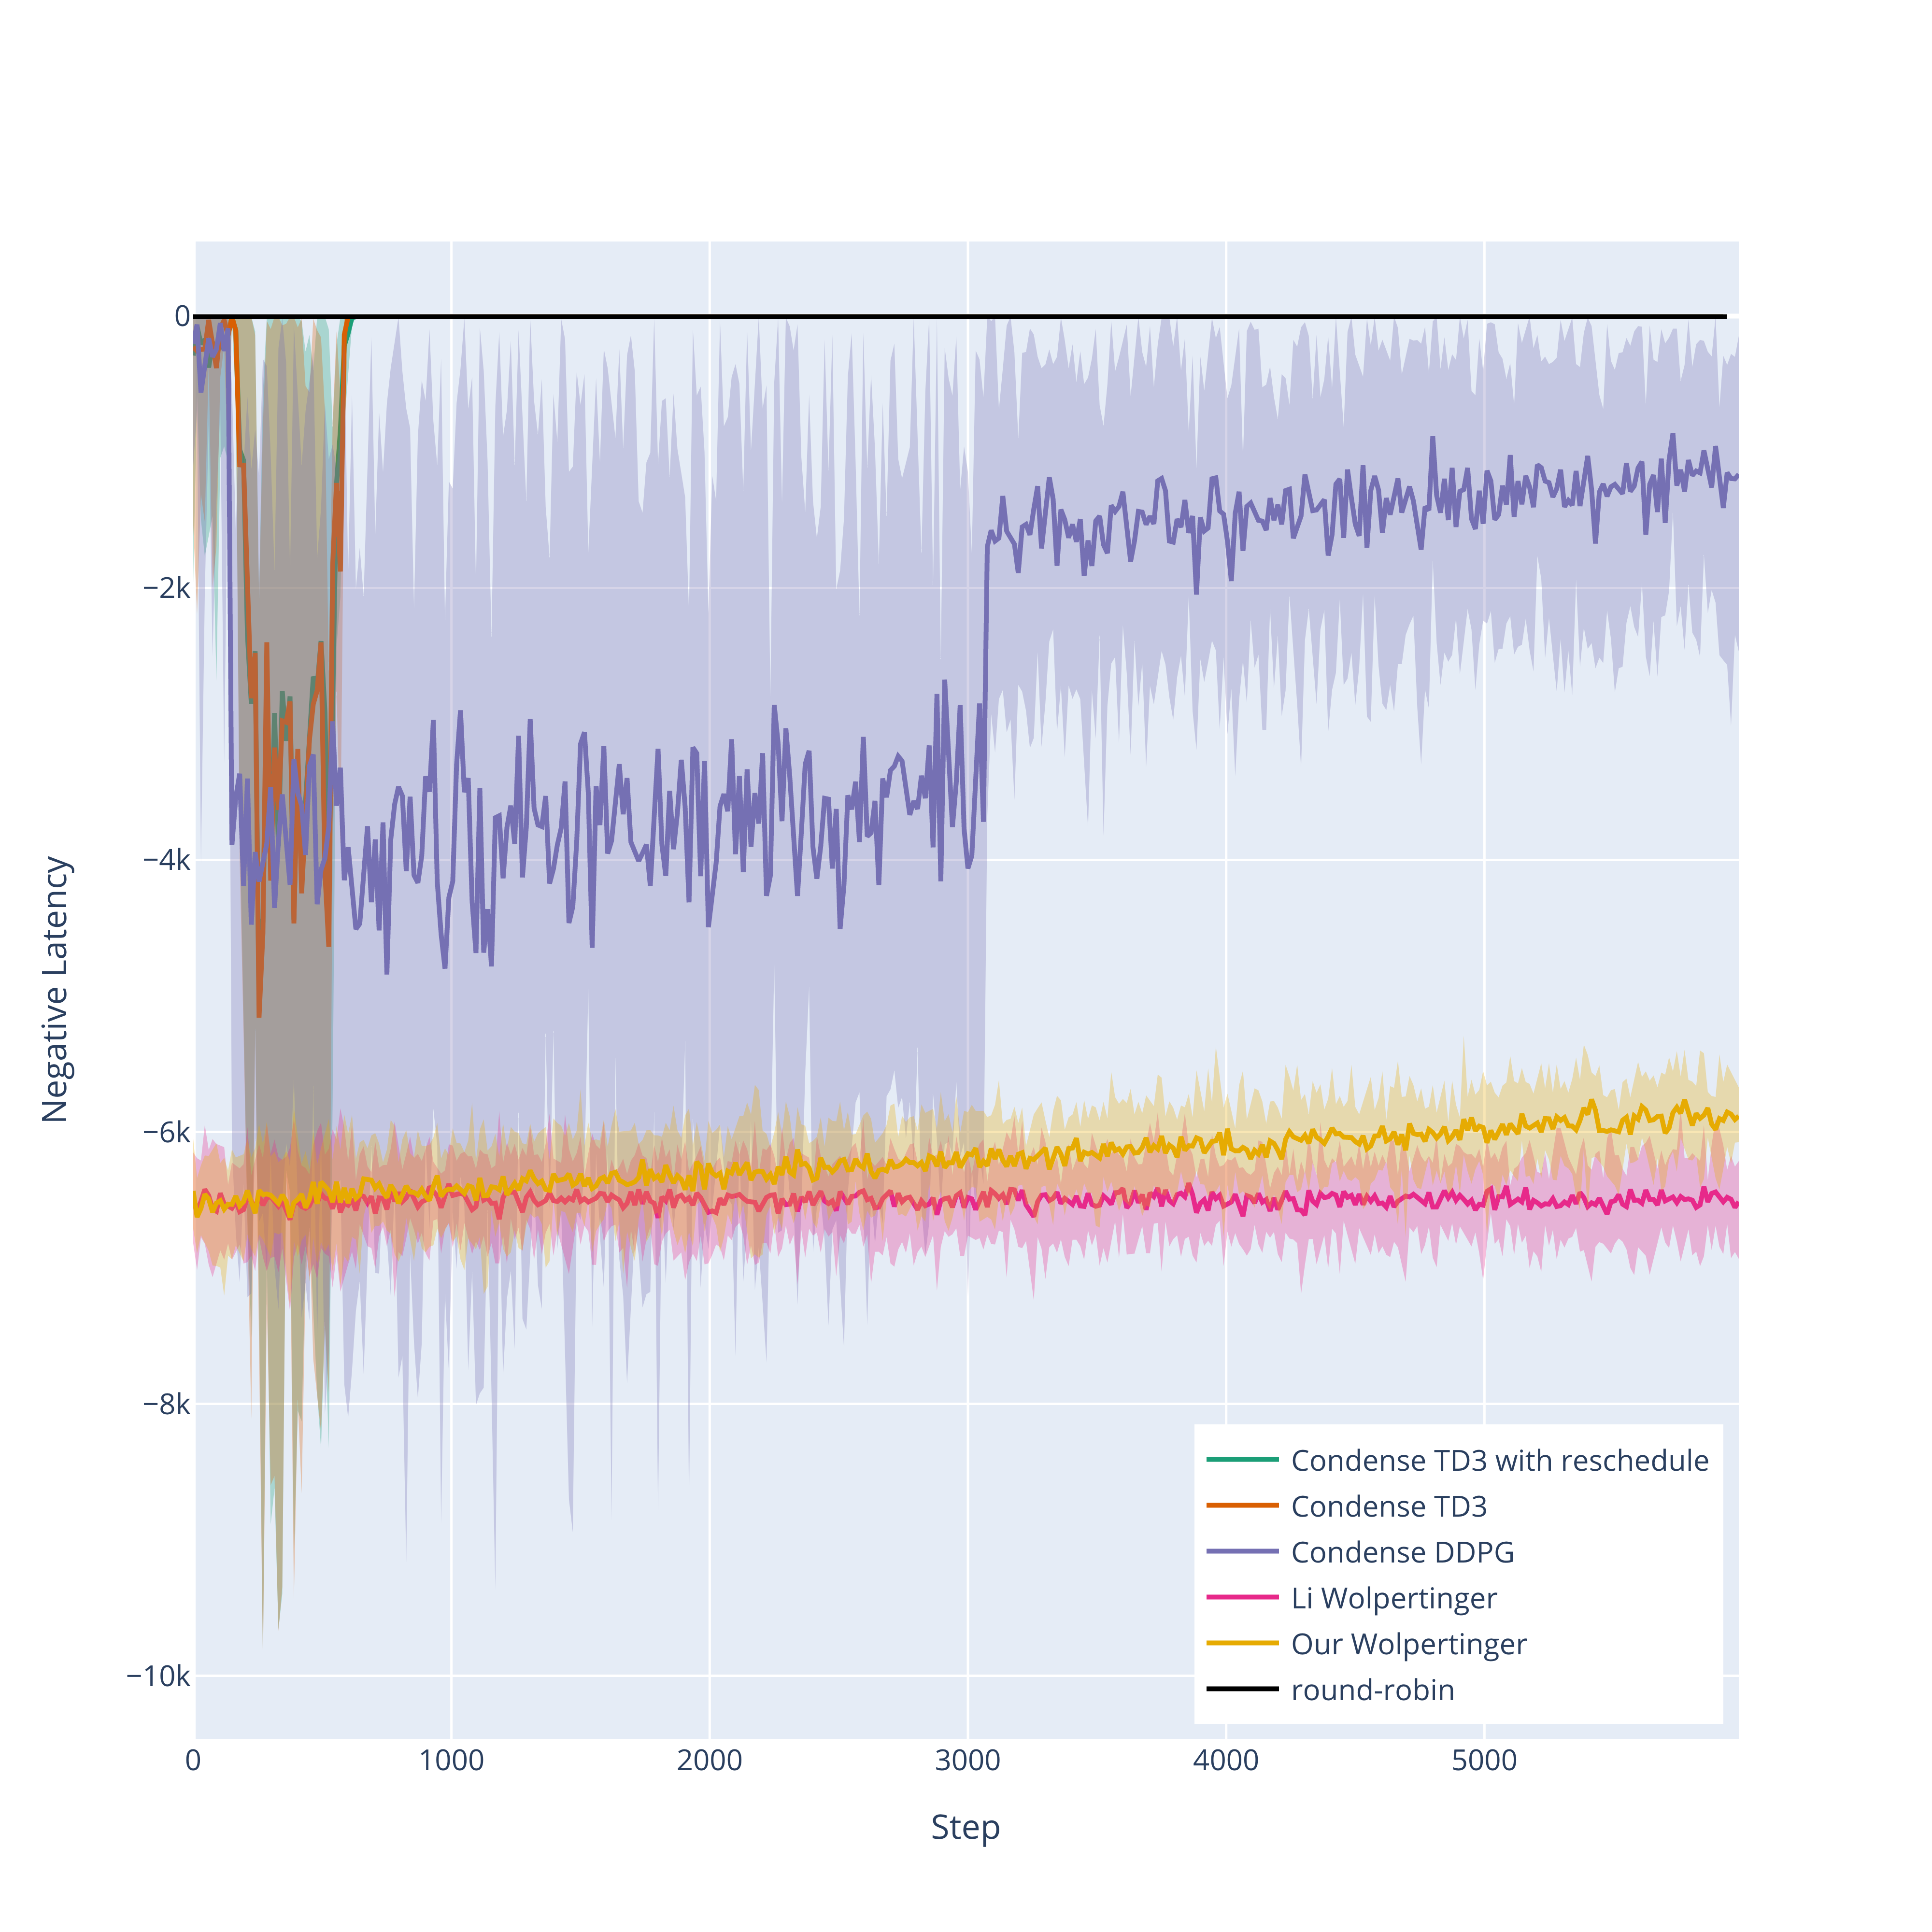 0
−2k
−4k
−6k
−8k
−10k
Negative Latency
0
1000
2000
3000
4000
5000
Step
Condense TD3 with reschedule
Condense TD3
Condense DDPG
Li Wolpertinger
Our Wolpertinger
round-robin